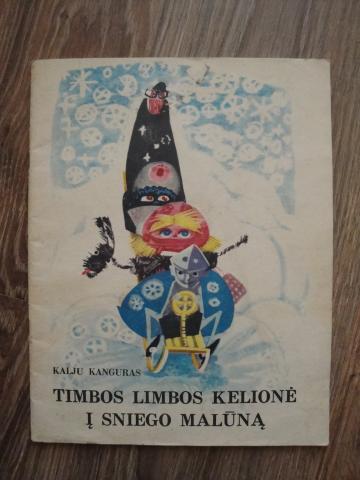 KALJU KANGURAS
TIMBOS LIMBOS KELIONĖ
Į SNIEGO MALŪNĄ